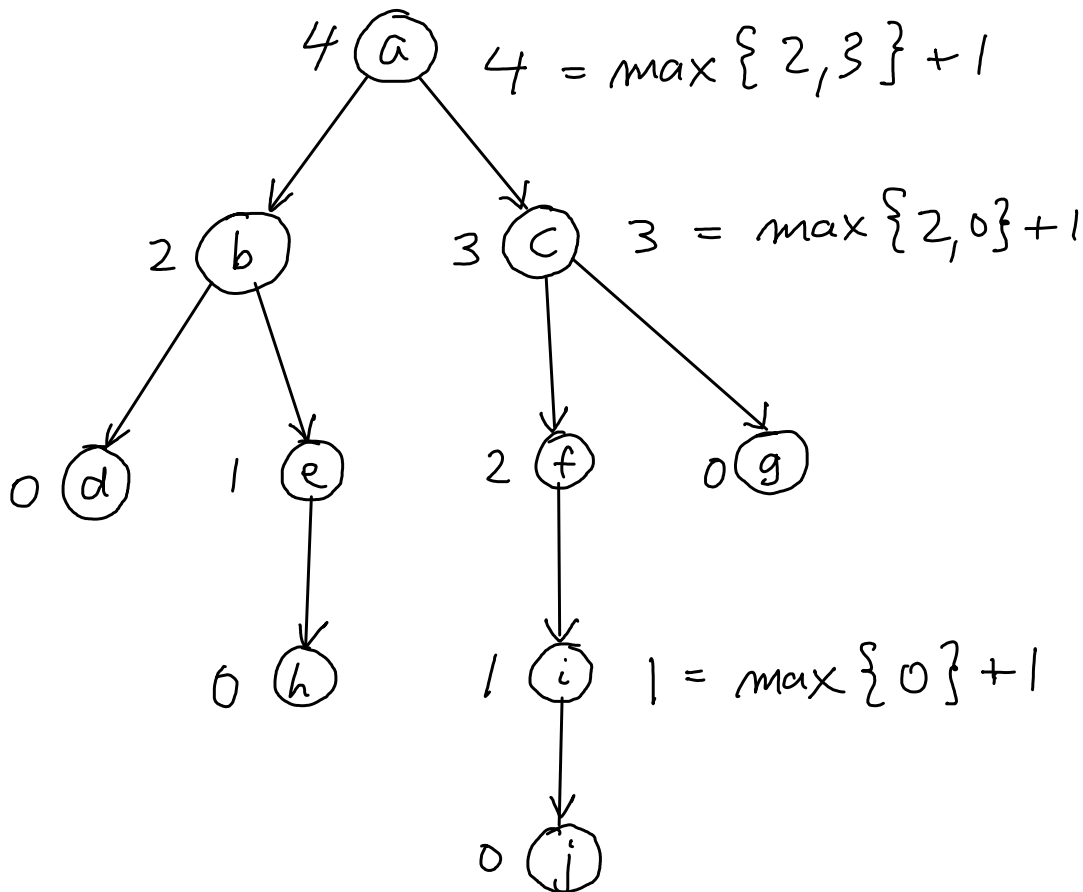 4 a 4 = max { 2, 3 } + 1
2 b 3 c 3 = max { 2, 0 } + 1
0 d 1 e 2 f 0 g
0 h 1 i 1 = max { 0 } + 1
0 j